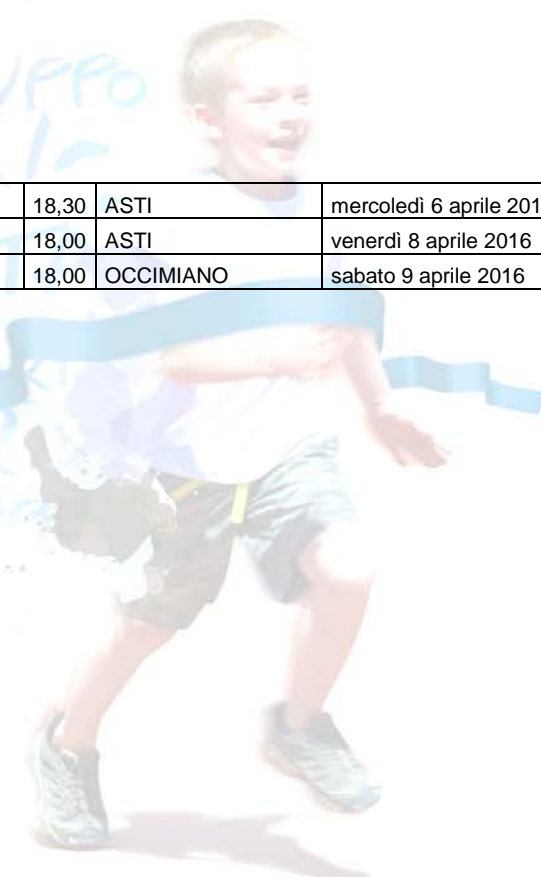 18,30 ASTI mercoledì 6 aprile 201
18,00 ASTI venerdì 8 aprile 2016
18,00 OCCIMIANO sabato 9 aprile 2016